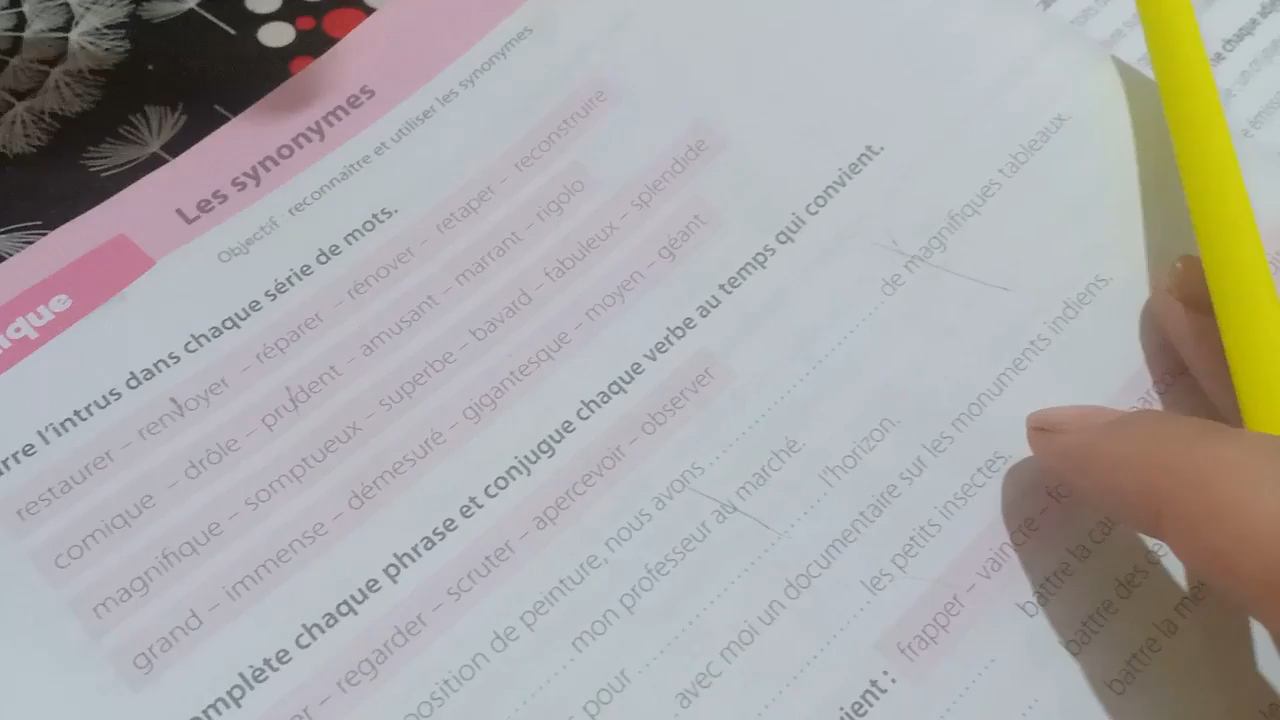 ique
Les synonymes
Objectif reconnaître et utiliser les synonymes
l'intrus dans chaque série de mots.
restaurer – renvoyer – réparer – rénover – retaper – reconstruire
comique – drôle – prudent – amusant – marrant – rigolo
magnifique – somptueux – superbe – bavard – fabuleux – splendide
grand – immense – démesuré – gigantesque – moyen – géant
omplète chaque phrase et conjugue chaque verbe au temps qui convient.
– regarder – scruter – apercevoir – observer
position de peinture, nous avons .................... de magnifiques tableaux.
.......... mon professeur au marché.
pour .................... l'horizon.
avec moi un documentaire sur les monuments indiens.
.................... les petits insectes.
vient : frapper – vaincre –
battre la
battre des
battre la